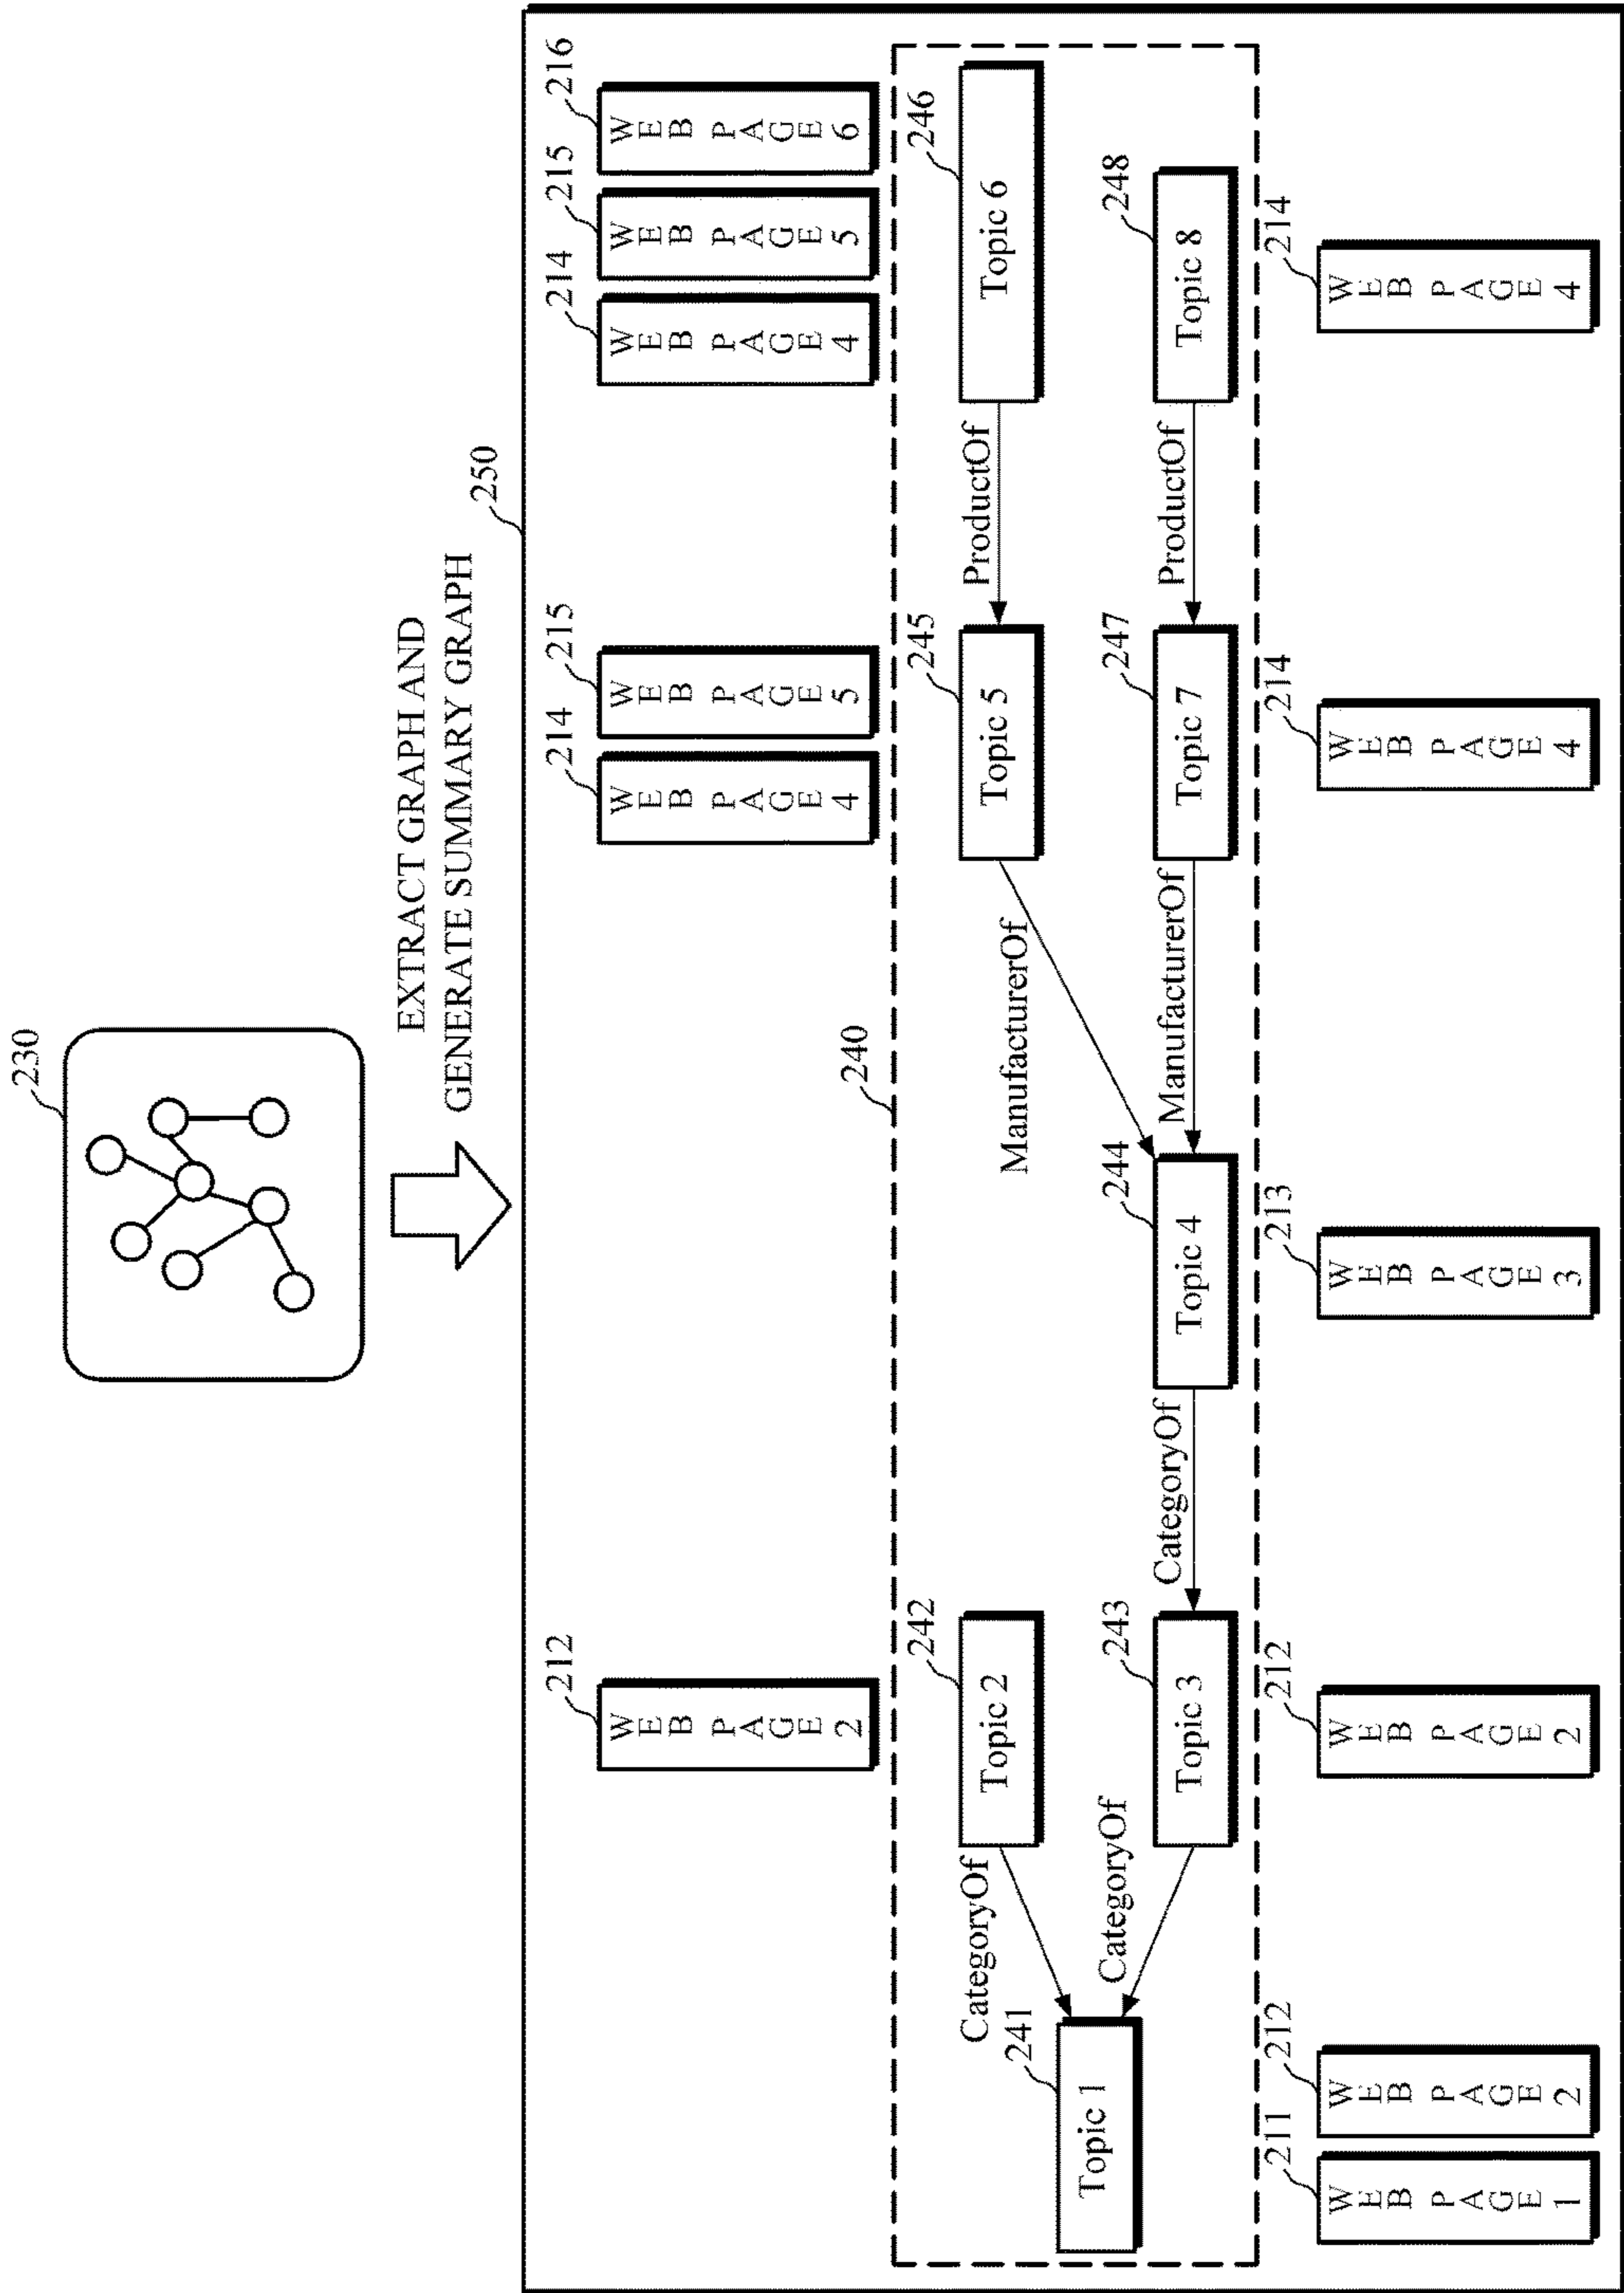 230
EXTRACT GRAPH AND
GENERATE SUMMARY GRAPH
250
212
WEB PAGE 2
214
WEB PAGE 4
215
WEB PAGE 5
214
WEB PAGE 4
215
WEB PAGE 5
216
WEB PAGE 6
240
242
Topic 2
245
Topic 5
ProductOf
246
Topic 6
CategoryOf
ManufacturerOf
241
Topic 1
CategoryOf
243
Topic 3
CategoryOf
244
Topic 4
ManufacturerOf
247
Topic 7
ProductOf
248
Topic 8
211
WEB PAGE 1
212
WEB PAGE 2
212
WEB PAGE 2
213
WEB PAGE 3
214
WEB PAGE 4
214
WEB PAGE 4